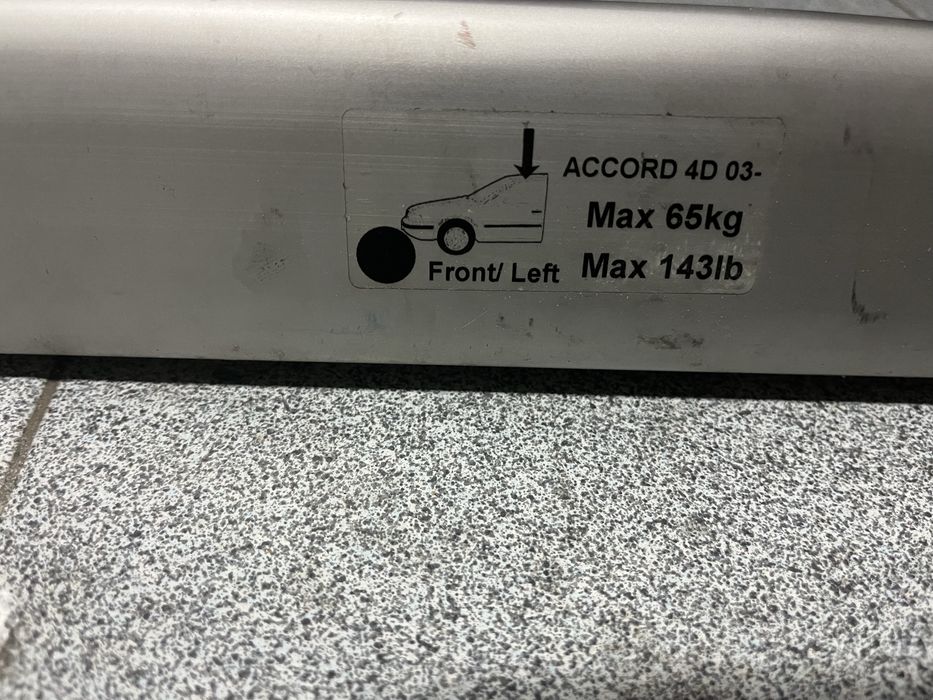 ACCORD 4D 03-
Max 65kg
Front/ Left
Max 143lb